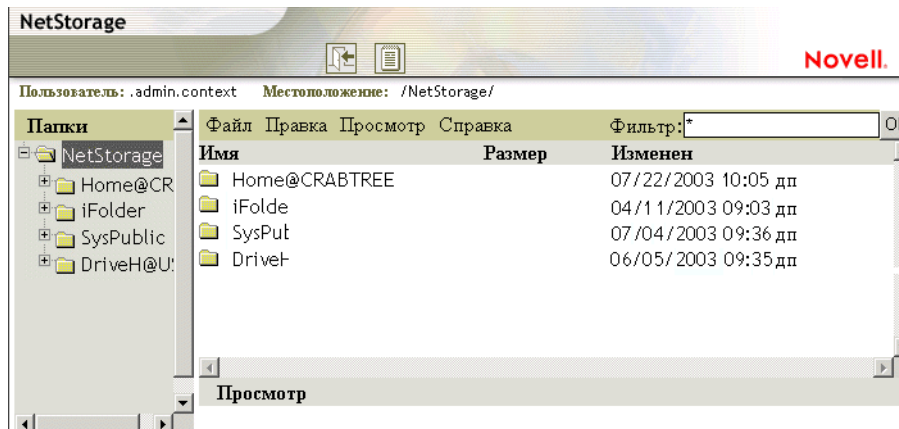 NetStorage
Novell.
Пользователь: .admin.context Местоположение: /NetStorage/
Папки
NetStorage
Home@CR
iFolder
SysPublic
DriveH@U
Файл Правка Просмотр Справка Фильтр: *
Имя Размер Изменен
Home@CRABTREE 07/22/2003 10:05 дп
iFolde 04/11/2003 09:03 дп
SysPut 07/04/2003 09:36 дп
DriveH 06/05/2003 09:35 дп
Просмотр